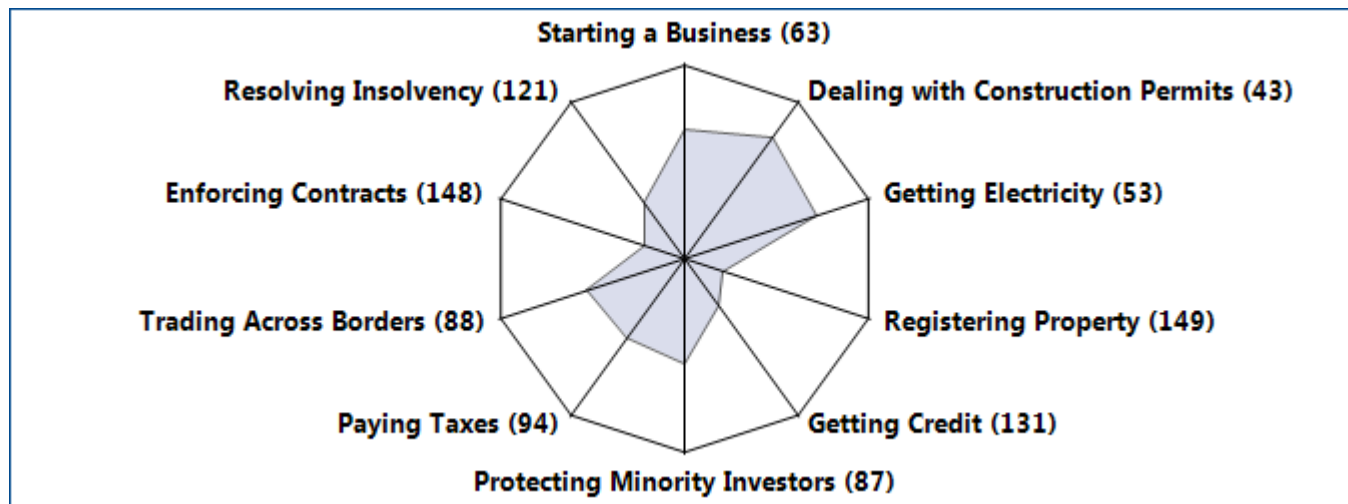 Starting a Business (63)
Resolving Insolvency (121)
Dealing with Construction Permits (43)
Enforcing Contracts (148)
Getting Electricity (53)
Trading Across Borders (88)
Registering Property (149)
Paying Taxes (94)
Getting Credit (131)
Protecting Minority Investors (87)